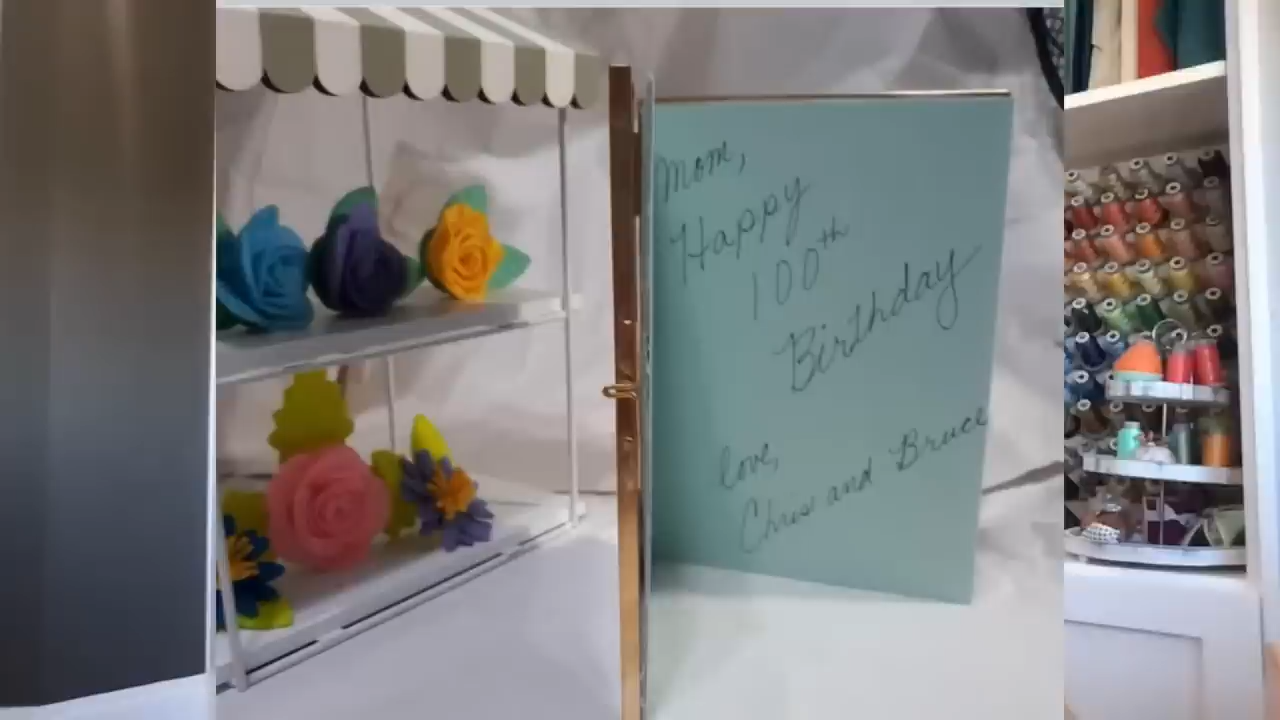 Mom,
Happy
100th
Birthday
love,
Chris and Bruce